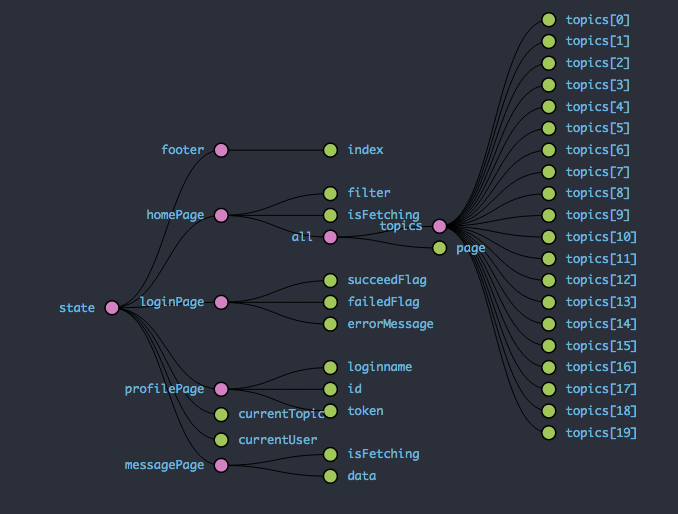 state
footer
index
homePage
filter
isFetching
all
topics
topics[0]
topics[1]
topics[2]
topics[3]
topics[4]
topics[5]
topics[6]
topics[7]
topics[8]
topics[9]
topics[10]
topics[11]
topics[12]
topics[13]
topics[14]
topics[15]
topics[16]
topics[17]
topics[18]
topics[19]
page
loginPage
succeedFlag
failedFlag
errorMessage
profilePage
loginname
id
token
currentTopic
currentUser
messagePage
isFetching
data